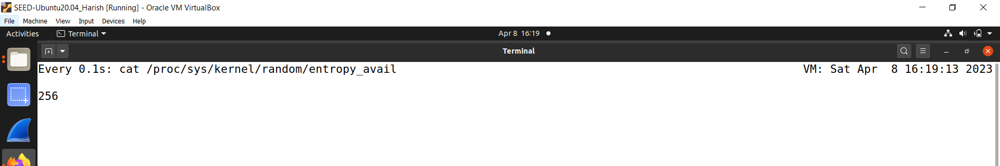 SEED-Ubuntu20.04_Harish [Running] - Oracle VM VirtualBox
File Machine View Input Devices Help
Activities Terminal Apr 8 16:19
Terminal
Every 0.1s: cat /proc/sys/kernel/random/entropy_avail VM: Sat Apr  8 16:19:13 2023
256